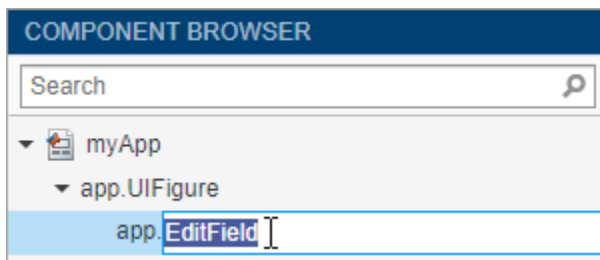 COMPONENT BROWSER
Search
myApp
app.UIFigure
app.EditField